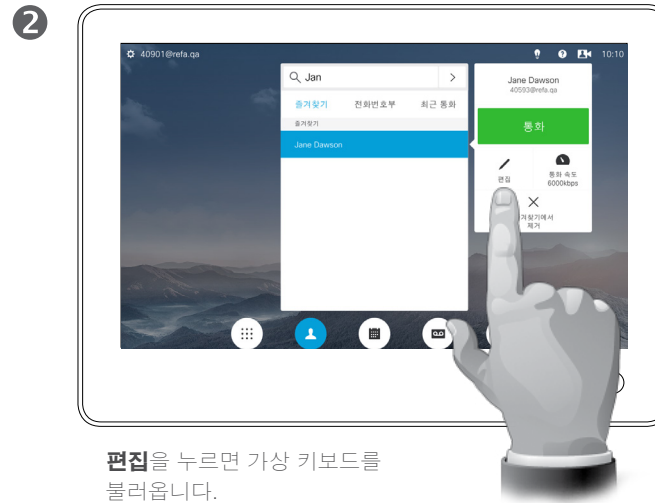 2
40901@refa.qa
10:10
Jan
즐겨찾기 전화번호부 최근 통화
즐겨찾기
Jane Dawson
Jane Dawson
40593@refa.qa
통화
편집
통화 속도
6000kbps
겨찾기에서
제거
편집을 누르면 가상 키보드를
불러옵니다.